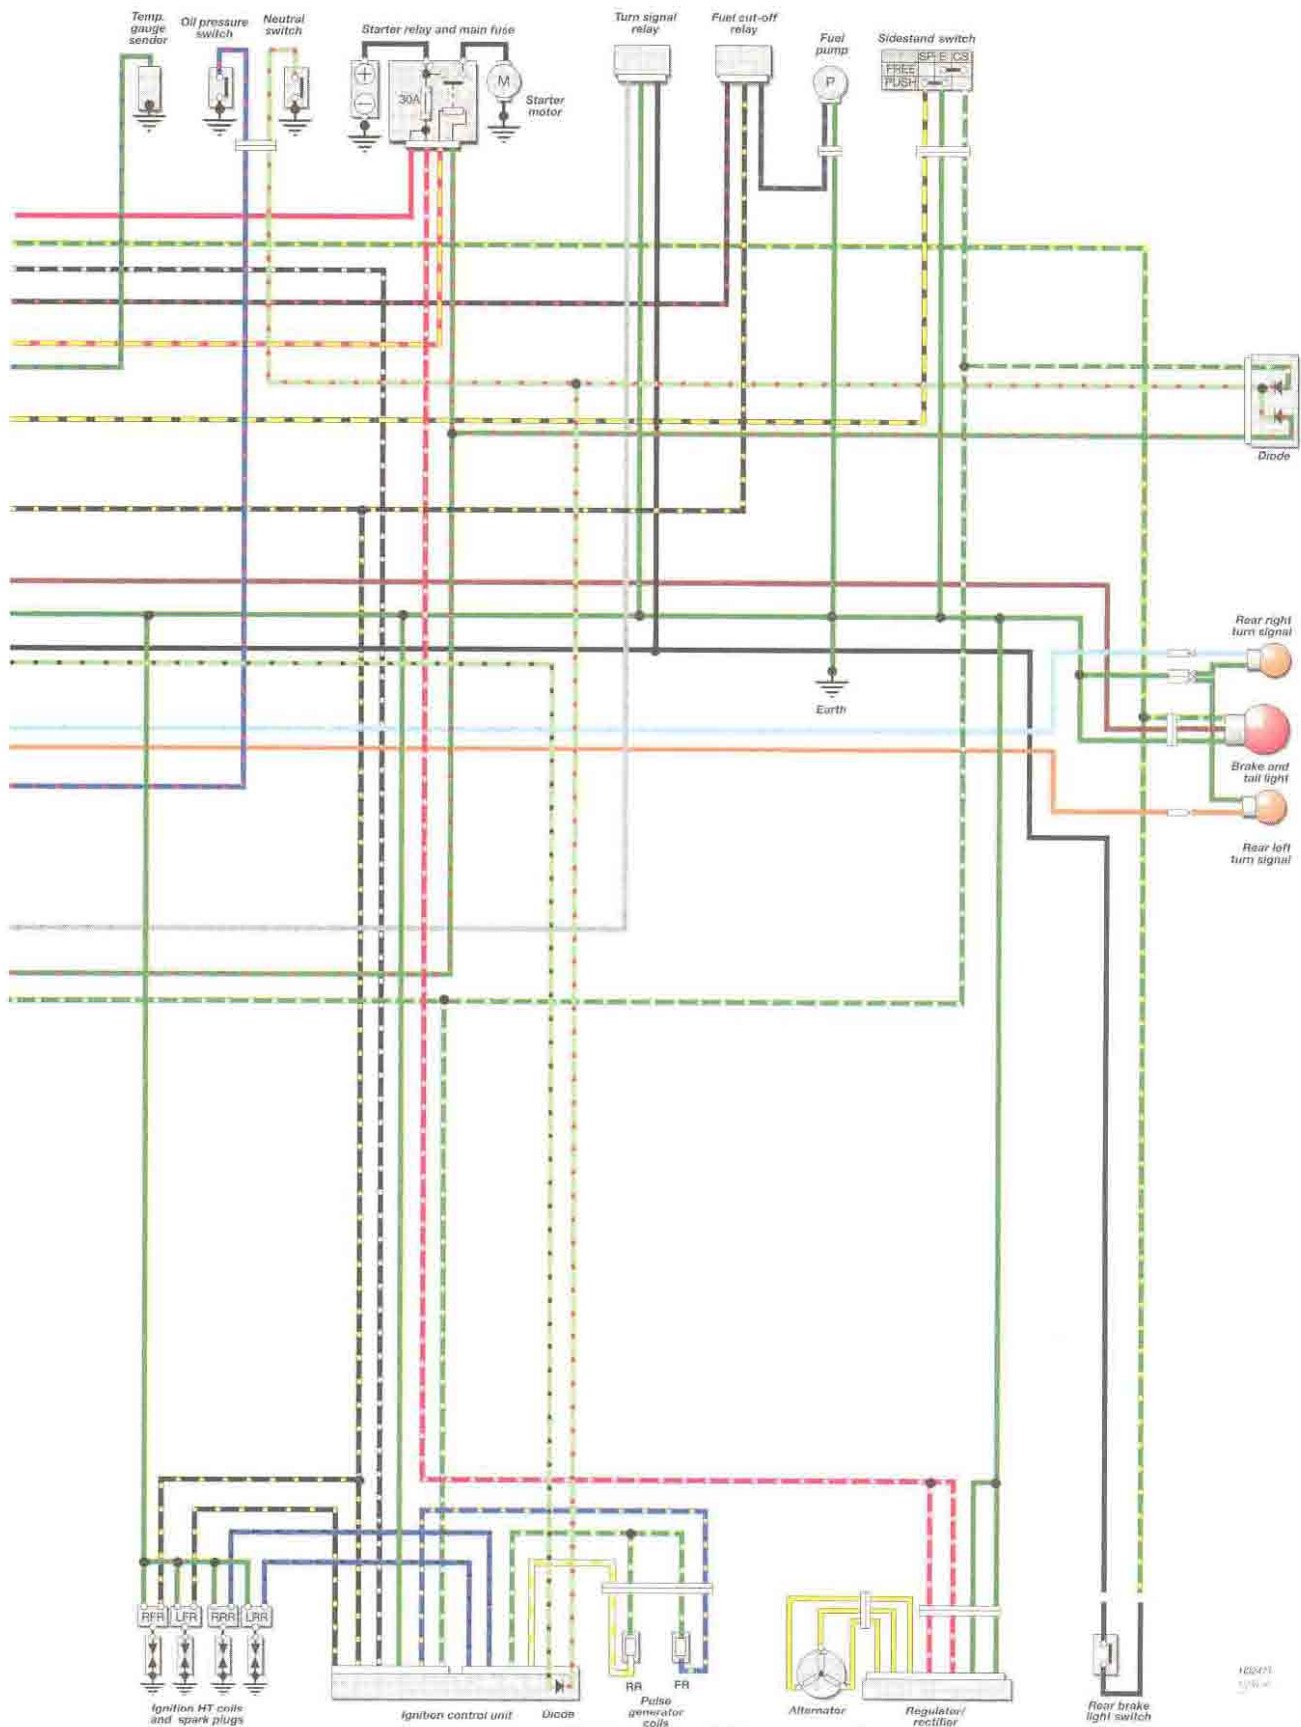 Temp.
gauge
sendor
Oil pressure
switch
Neutral
switch
Starter relay and main fuse
Turn signal
relay
Fuel cut-off
relay
Fuel
pump
Sidestand switch
SP E CS
FREE
PUSH
30A
M
P
Starter
motor
Diode
Rear right
turn signal
Earth
Brake and
tail light
Rear left
turn signal
RFR
LFR
RRR
LRR
Ignition HT coils
and spark plugs
Ignition control unit
Diode
RR
FR
Pulse
generator
coils
Alternator
Regulator/
rectifier
Rear brake
light switch